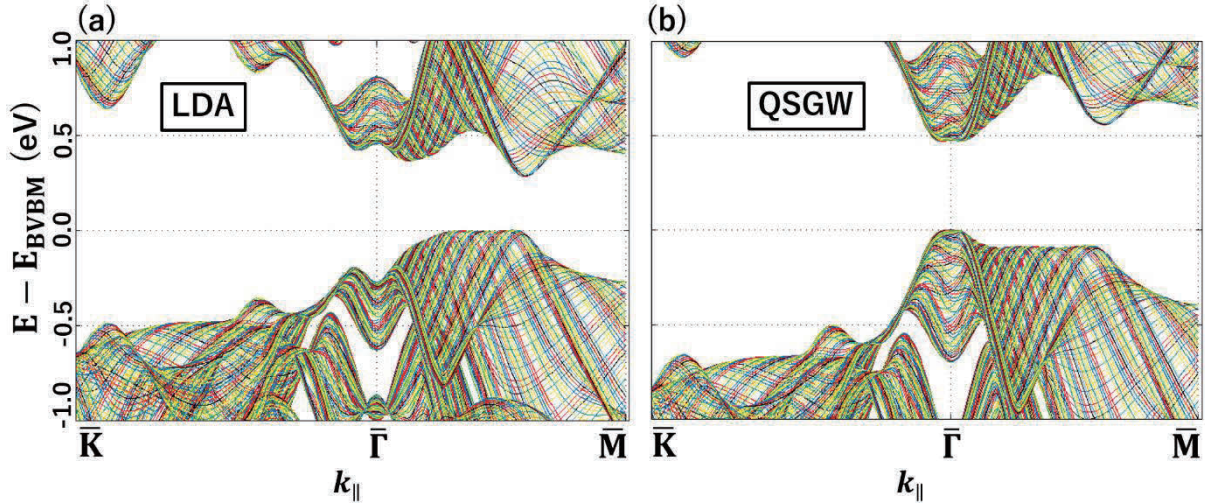 (a)
(b)
LDA
QSGW
E − E_BVBM (eV)
1.0
0.5
0.0
-0.5
-1.0
K̅ Γ̅ M̅
K̅ Γ̅ M̅
k∥
k∥